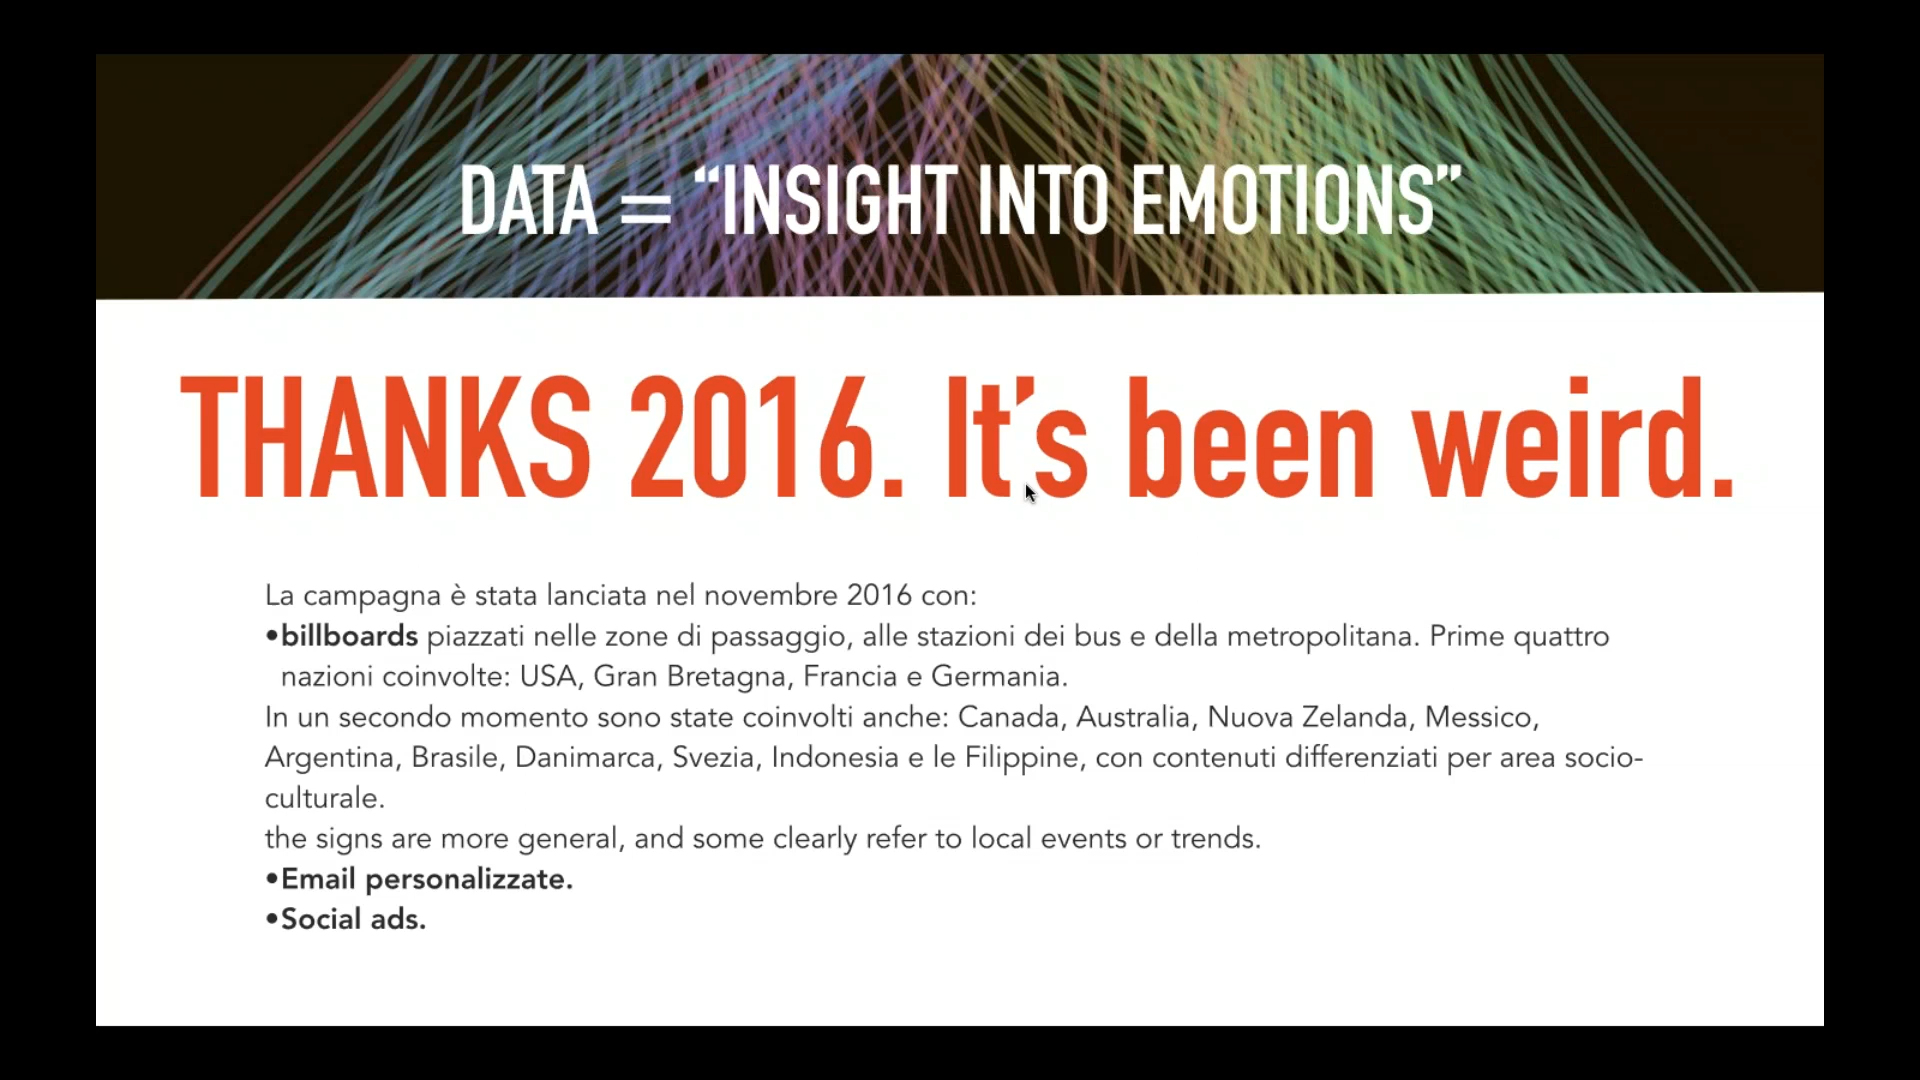 DATA = “INSIGHT INTO EMOTIONS”
THANKS 2016. It’s been weird.
La campagna è stata lanciata nel novembre 2016 con:
•billboards piazzati nelle zone di passaggio, alle stazioni dei bus e della metropolitana. Prime quattro
nazioni coinvolte: USA, Gran Bretagna, Francia e Germania.
In un secondo momento sono state coinvolti anche: Canada, Australia, Nuova Zelanda, Messico,
Argentina, Brasile, Danimarca, Svezia, Indonesia e le Filippine, con contenuti differenziati per area socio-
culturale.
the signs are more general, and some clearly refer to local events or trends.
•Email personalizzate.
•Social ads.